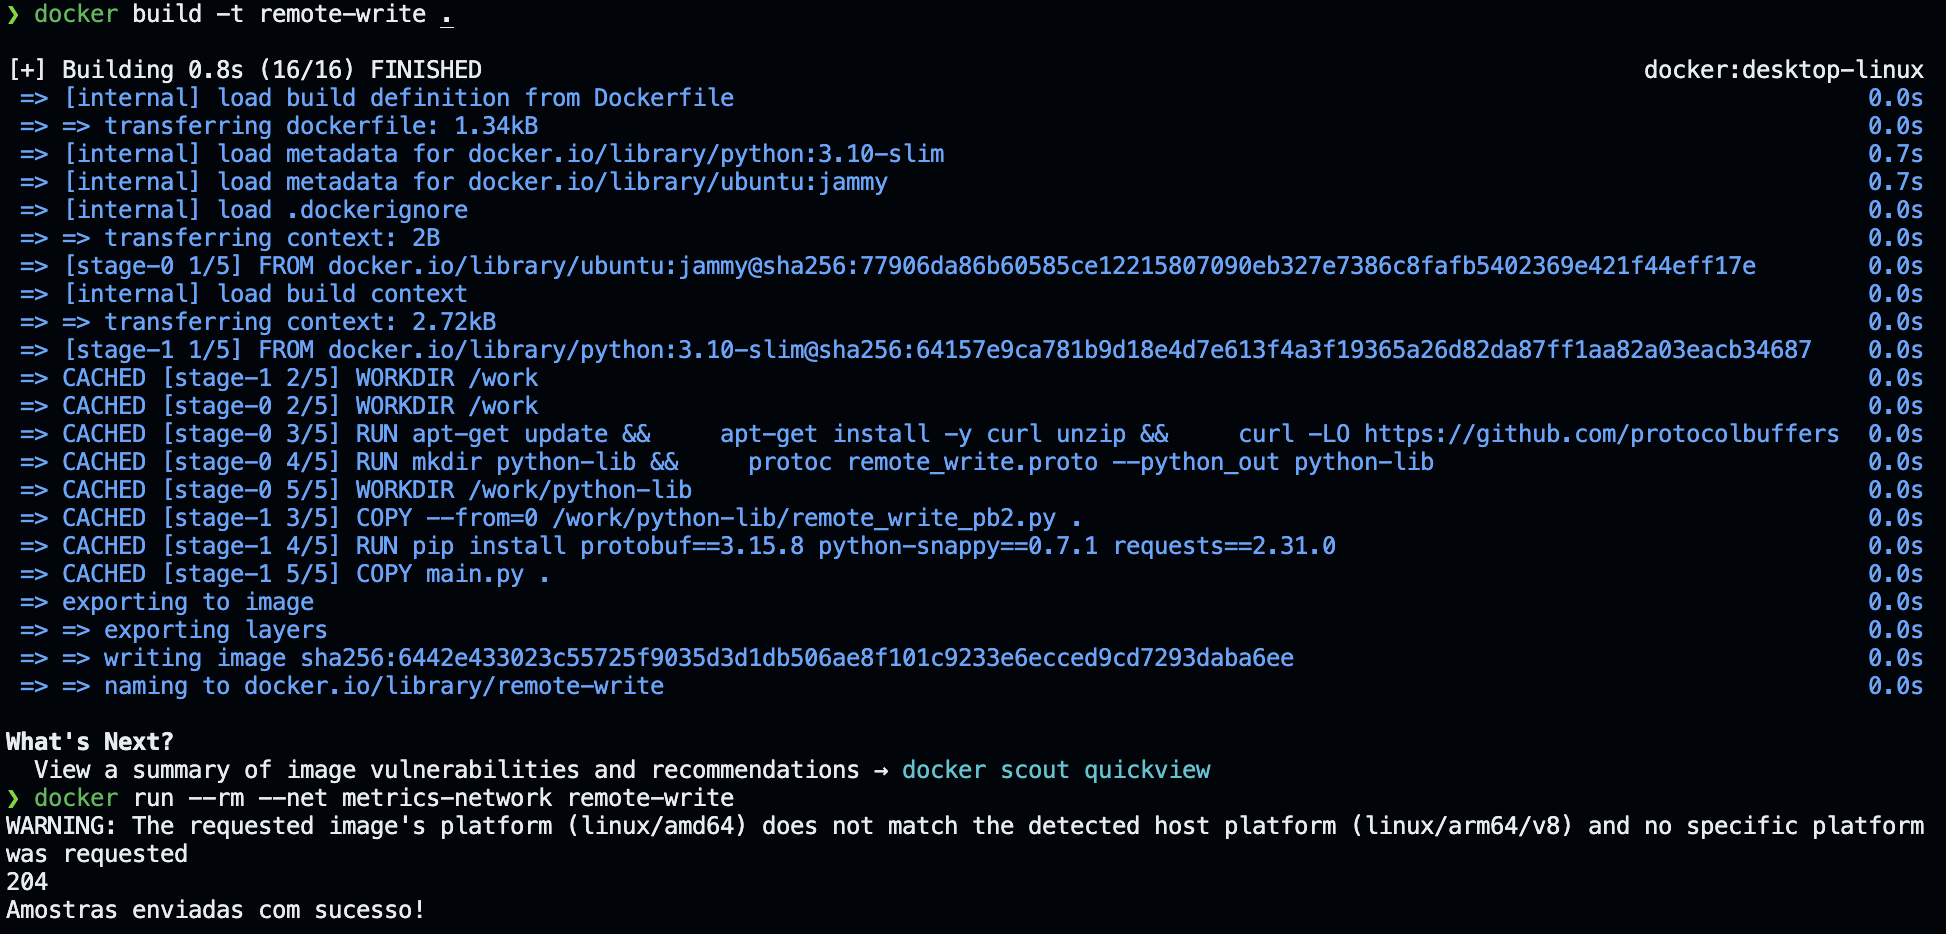 ❯ docker build -t remote-write .
[+] Building 0.8s (16/16) FINISHED docker:desktop-linux
=> [internal] load build definition from Dockerfile 0.0s
=> => transferring dockerfile: 1.34kB 0.0s
=> [internal] load metadata for docker.io/library/python:3.10-slim 0.7s
=> [internal] load metadata for docker.io/library/ubuntu:jammy 0.7s
=> [internal] load .dockerignore 0.0s
=> => transferring context: 2B 0.0s
=> [stage-0 1/5] FROM docker.io/library/ubuntu:jammy@sha256:77906da86b60585ce12215807090eb327e7386c8fafb5402369e421f44eff17e 0.0s
=> [internal] load build context 0.0s
=> => transferring context: 2.72kB 0.0s
=> [stage-1 1/5] FROM docker.io/library/python:3.10-slim@sha256:64157e9ca781b9d18e4d7e613f4a3f19365a26d82da87ff1aa82a03eacb34687 0.0s
=> CACHED [stage-1 2/5] WORKDIR /work 0.0s
=> CACHED [stage-0 2/5] WORKDIR /work 0.0s
=> CACHED [stage-0 3/5] RUN apt-get update &&     apt-get install -y curl unzip &&     curl -LO https://github.com/protocolbuffers 0.0s
=> CACHED [stage-0 4/5] RUN mkdir python-lib &&     protoc remote_write.proto --python_out python-lib 0.0s
=> CACHED [stage-0 5/5] WORKDIR /work/python-lib 0.0s
=> CACHED [stage-1 3/5] COPY --from=0 /work/python-lib/remote_write_pb2.py . 0.0s
=> CACHED [stage-1 4/5] RUN pip install protobuf==3.15.8 python-snappy==0.7.1 requests==2.31.0 0.0s
=> CACHED [stage-1 5/5] COPY main.py . 0.0s
=> exporting to image 0.0s
=> => exporting layers 0.0s
=> => writing image sha256:6442e433023c55725f9035d3d1db506ae8f101c9233e6ecced9cd7293daba6ee 0.0s
=> => naming to docker.io/library/remote-write 0.0s
What's Next?
View a summary of image vulnerabilities and recommendations → docker scout quickview
❯ docker run --rm --net metrics-network remote-write
WARNING: The requested image's platform (linux/amd64) does not match the detected host platform (linux/arm64/v8) and no specific platform
was requested
204
Amostras enviadas com sucesso!